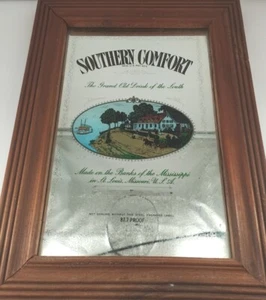 SOUTHERN COMFORT
The Grand Old Drink of the South
Made on the Banks of the Mississippi
in St. Louis, Missouri, U.S.A.